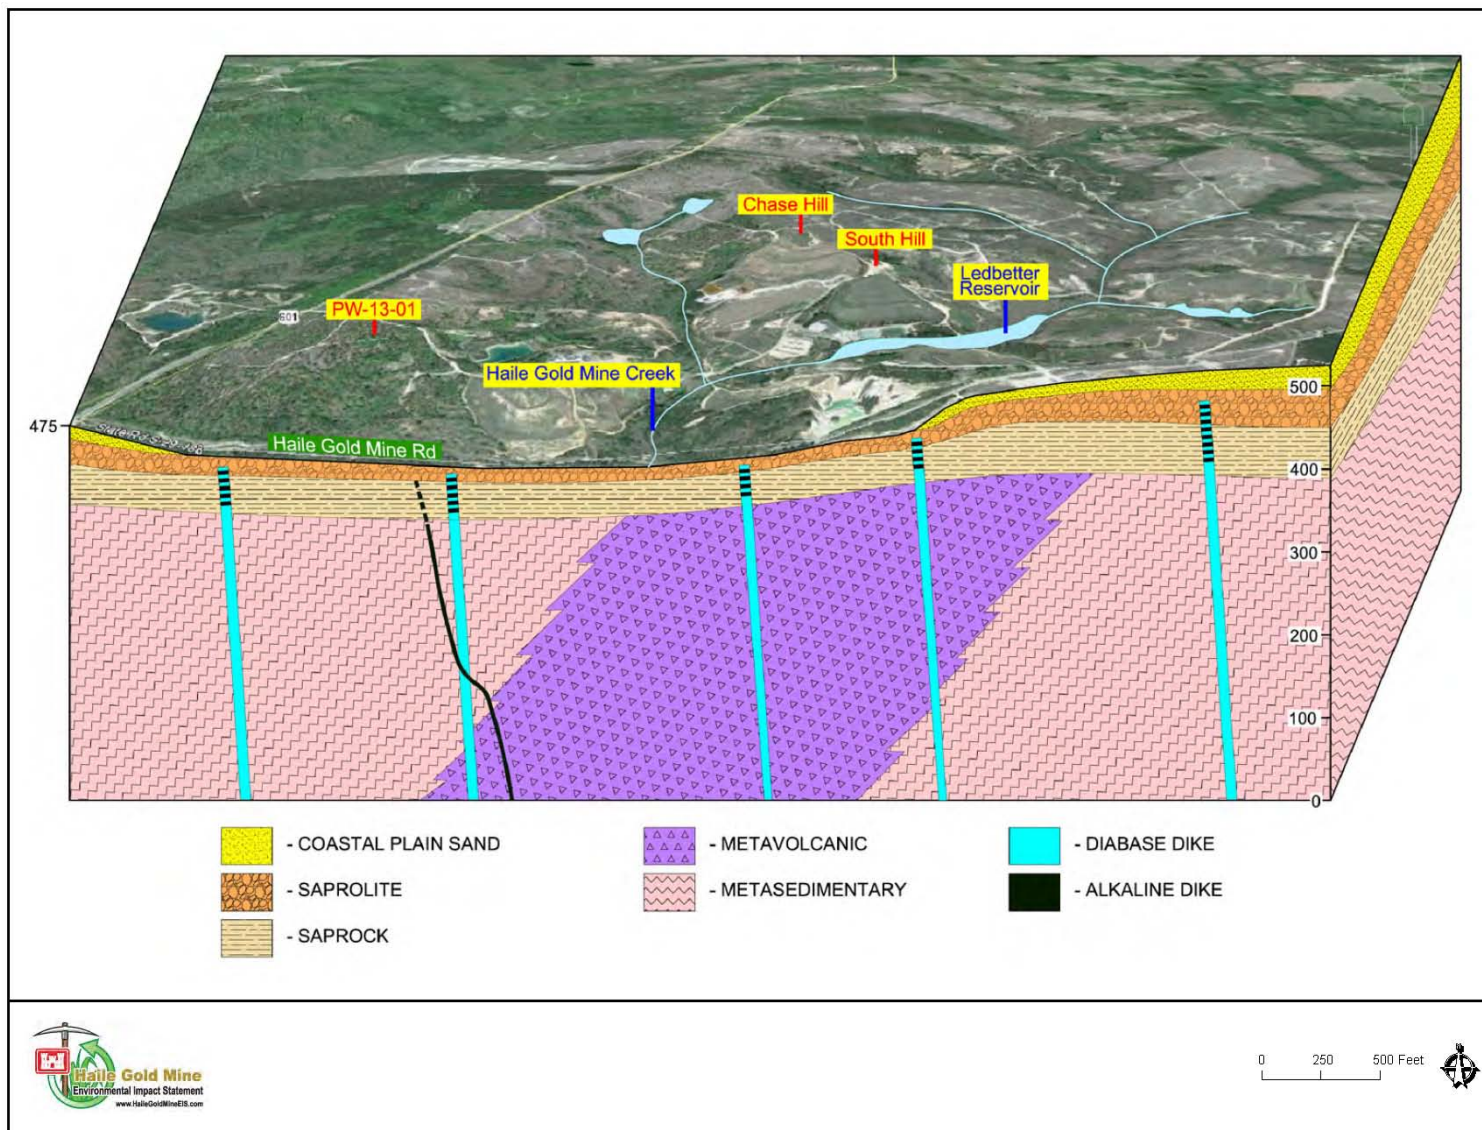 Chase Hill
South Hill
Ledbetter
Reservoir
PW-13-01
601
Haile Gold Mine Creek
500
475
Haile Gold Mine Rd
400
300
200
100
0
- COASTAL PLAIN SAND
- METAVOLCANIC
- DIABASE DIKE
- SAPROLITE
- METASEDIMENTARY
- ALKALINE DIKE
- SAPROCK
Haile Gold Mine
Environmental Impact Statement
www.HaileGoldMineEIS.com
0 250 500 Feet